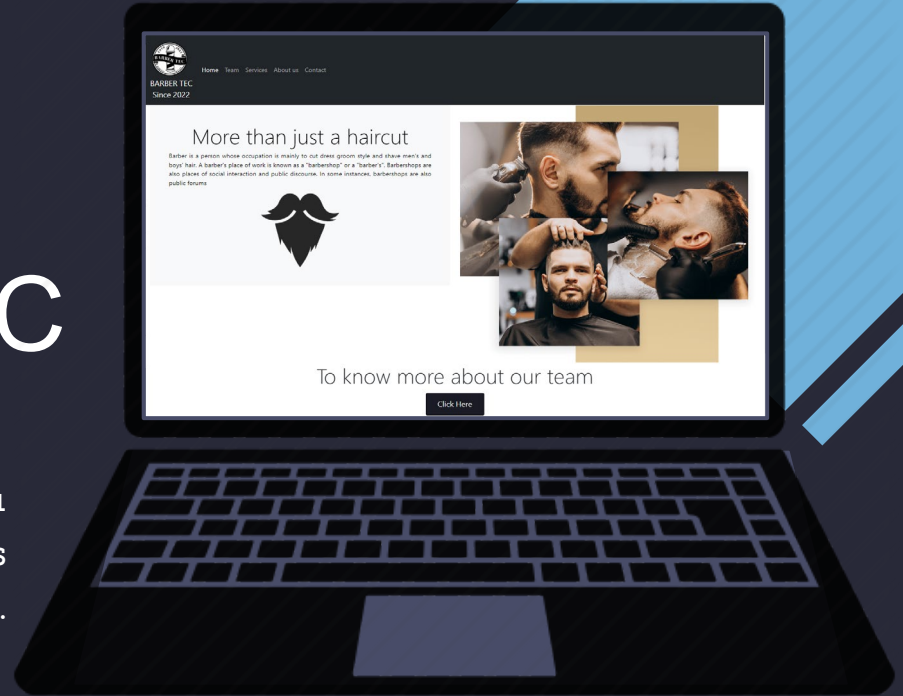 BARBER TEC
BARBER TEC
Since 2022
Home Team Services About us Contact
More than just a haircut
Barber is a person whose occupation is mainly to cut dress groom style and shave men's and
boys' hair. A barber's place of work is known as a "barbershop" or a "barber's". Barbershops are
also places of social interaction and public discourse. In some instances, barbershops are also
public forums
To know more about our team
Click Here
C
S
.